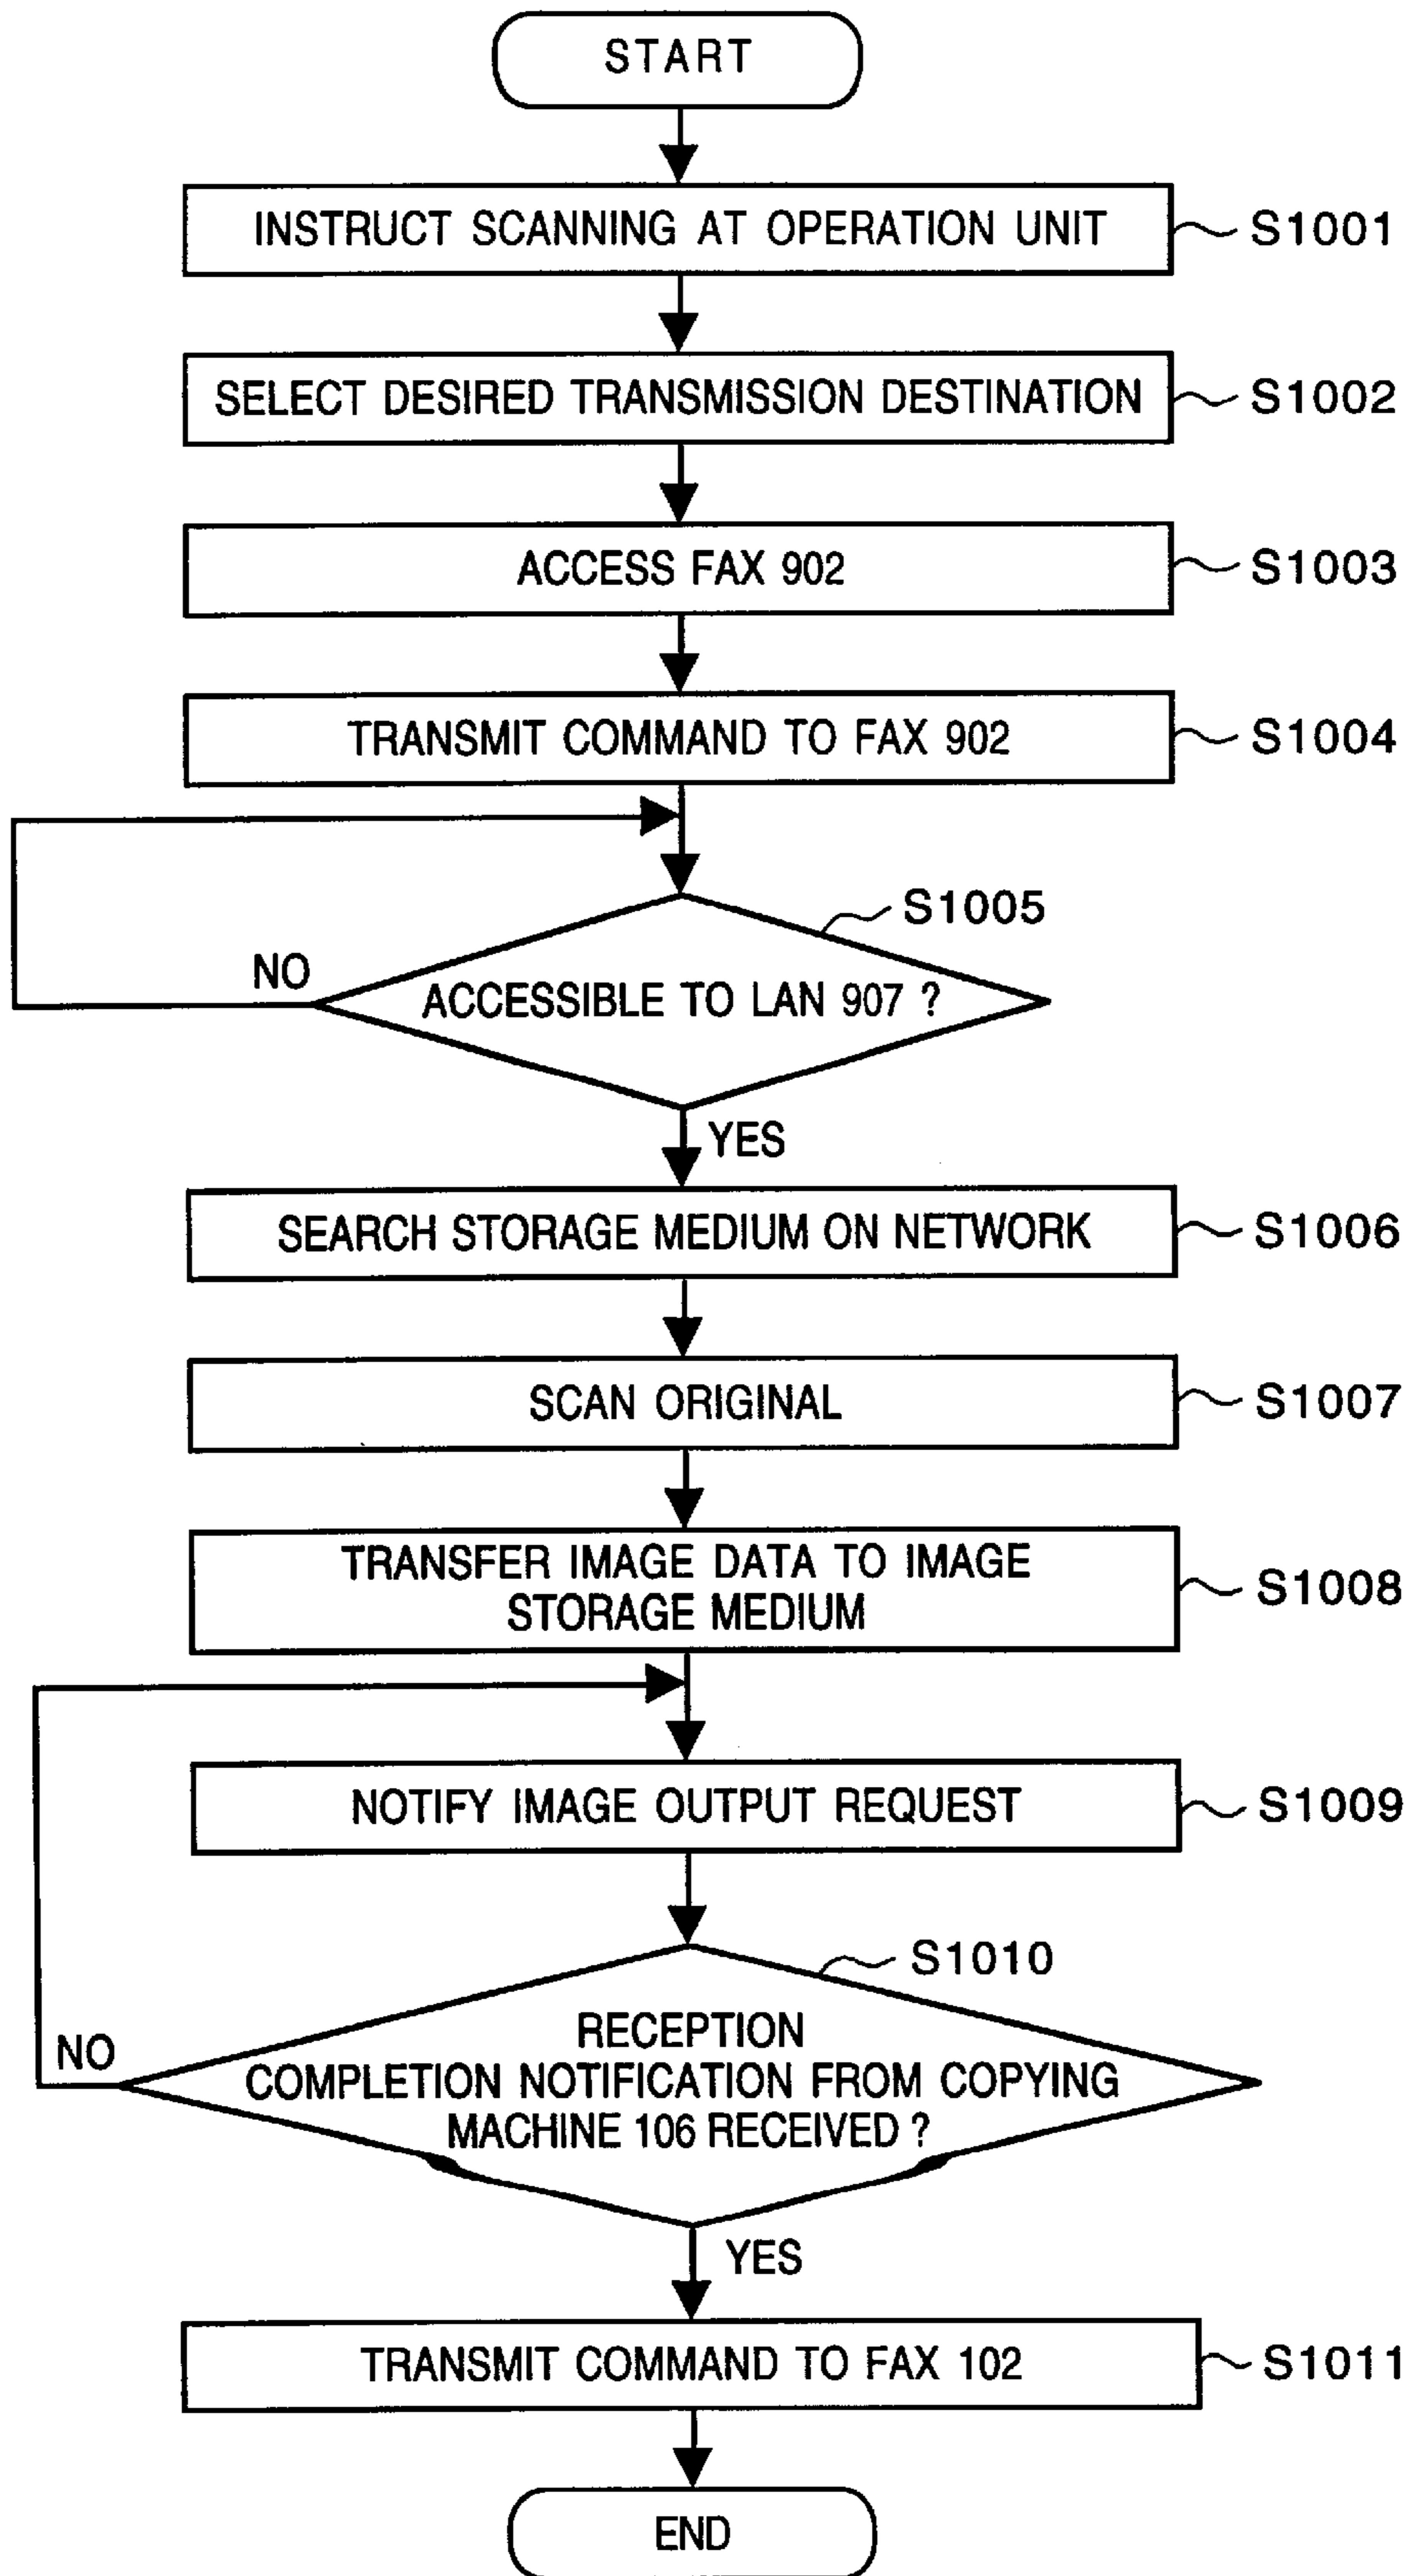 START
INSTRUCT SCANNING AT OPERATION UNIT
S1001
SELECT DESIRED TRANSMISSION DESTINATION
S1002
ACCESS FAX 902
S1003
TRANSMIT COMMAND TO FAX 902
S1004
S1005
NO
ACCESSIBLE TO LAN 907 ?
YES
SEARCH STORAGE MEDIUM ON NETWORK
S1006
SCAN ORIGINAL
S1007
TRANSFER IMAGE DATA TO IMAGE
STORAGE MEDIUM
S1008
NOTIFY IMAGE OUTPUT REQUEST
S1009
S1010
NO
RECEPTION
COMPLETION NOTIFICATION FROM COPYING
MACHINE 106 RECEIVED ?
YES
TRANSMIT COMMAND TO FAX 102
S1011
END